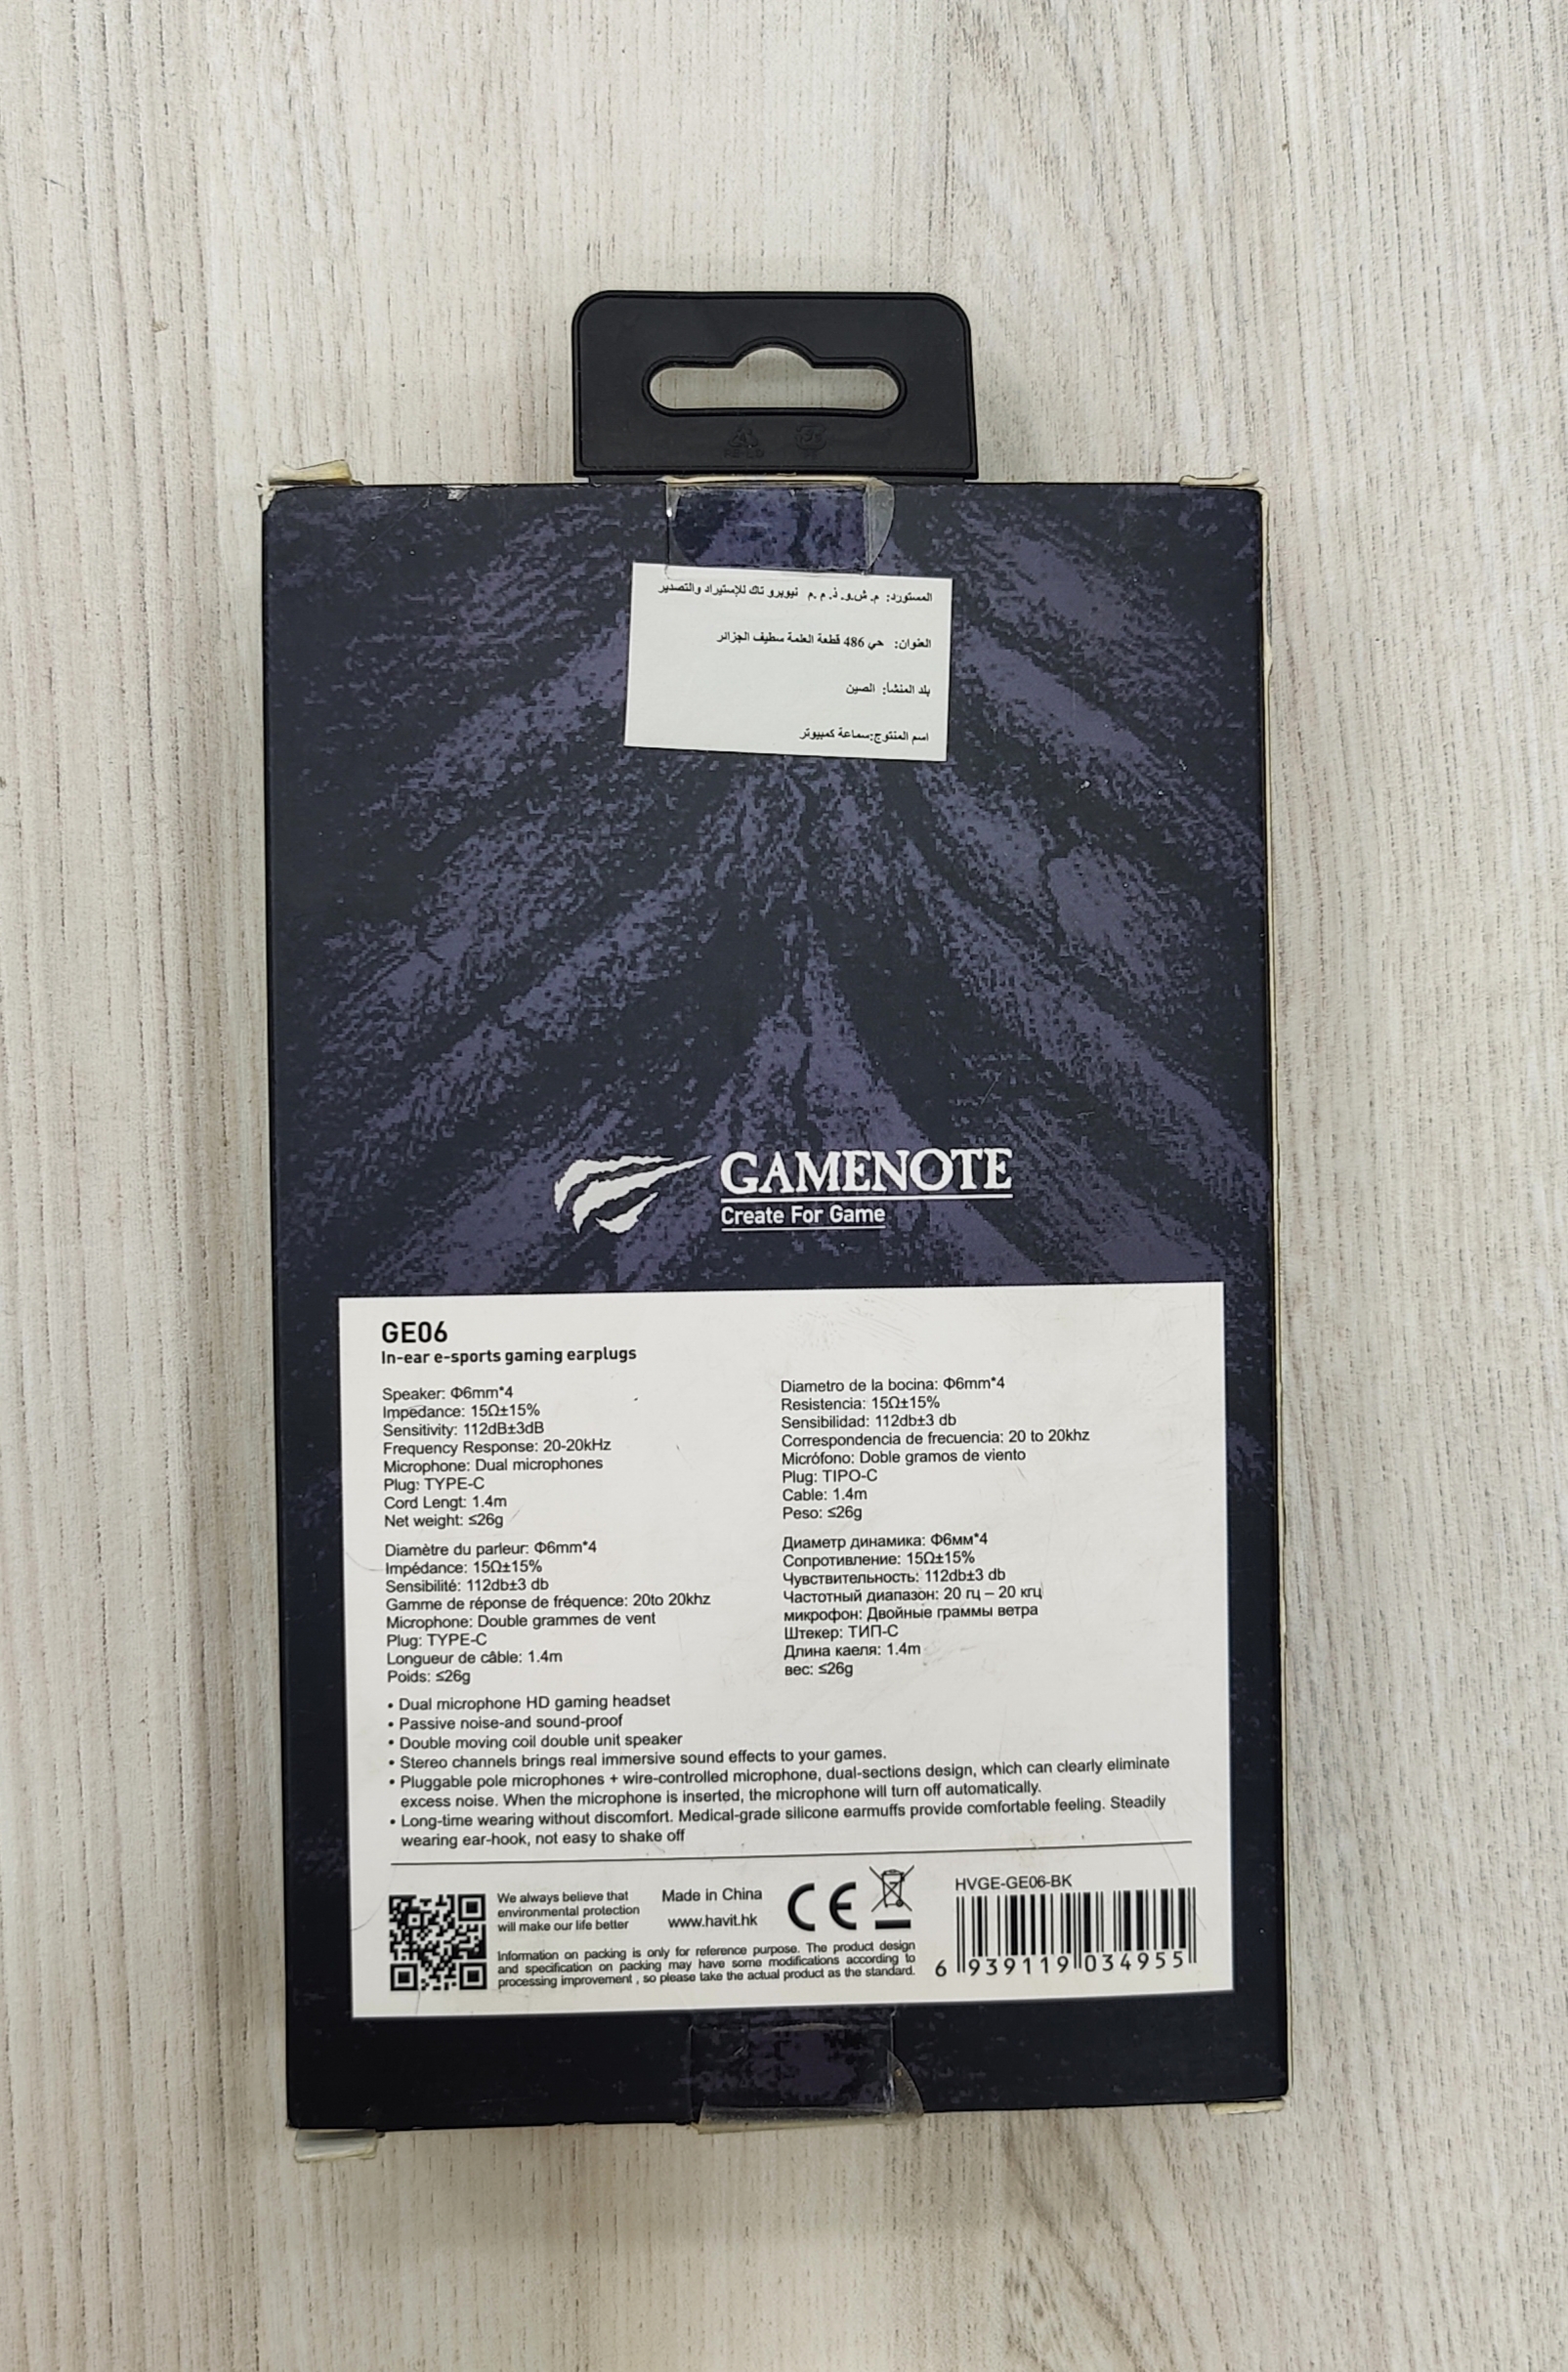 المستورد: م.ش.و.ذ.م.م نيويرو تاك للإستيراد والتصدير
العنوان: حي 486 قطعة العلمة سطيف الجزائر
بلد المنشأ: الصين
اسم المنتوج:سماعة كمبيوتر
GAMENOTE
Create For Game
GE06
In-ear e-sports gaming earplugs
Speaker: Φ6mm*4
Impedance: 15Ω±15%
Sensitivity: 112dB±3dB
Frequency Response: 20-20kHz
Microphone: Dual microphones
Plug: TYPE-C
Cord Lengt: 1.4m
Net weight: ≤26g
Diametro de la bocina: Φ6mm*4
Resistencia: 15Ω±15%
Sensibilidad: 112db±3 db
Correspondencia de frecuencia: 20 to 20khz
Micrófono: Doble gramos de viento
Plug: TIPO-C
Cable: 1.4m
Peso: ≤26g
Diamètre du parleur: Φ6mm*4
Impédance: 15Ω±15%
Sensibilité: 112db±3 db
Gamme de réponse de fréquence: 20to 20khz
Microphone: Double grammes de vent
Plug: TYPE-C
Longueur de câble: 1.4m
Poids: ≤26g
Диаметр динамика: Φ6мм*4
Сопротивление: 15Ω±15%
Чувствительность: 112db±3 db
Частотный диапазон: 20 гц – 20 кгц
микрофон: Двойные граммы ветра
Штекер: ТИП-C
Длина каеля: 1.4m
вес: ≤26g
• Dual microphone HD gaming headset
• Passive noise-and sound-proof
• Double moving coil double unit speaker
• Stereo channels brings real immersive sound effects to your games.
• Pluggable pole microphones + wire-controlled microphone, dual-sections design, which can clearly eliminate
excess noise. When the microphone is inserted, the microphone will turn off automatically.
• Long-time wearing without discomfort. Medical-grade silicone earmuffs provide comfortable feeling. Steadily
wearing ear-hook, not easy to shake off
We always believe that
environmental protection
will make our life better
Made in China
www.havit.hk
CE
Information on packing is only for reference purpose. The product design
and specification on packing may have some modifications according to
processing improvement , so please take the actual product as the standard.
HVGE-GE06-BK
6 939119 034955